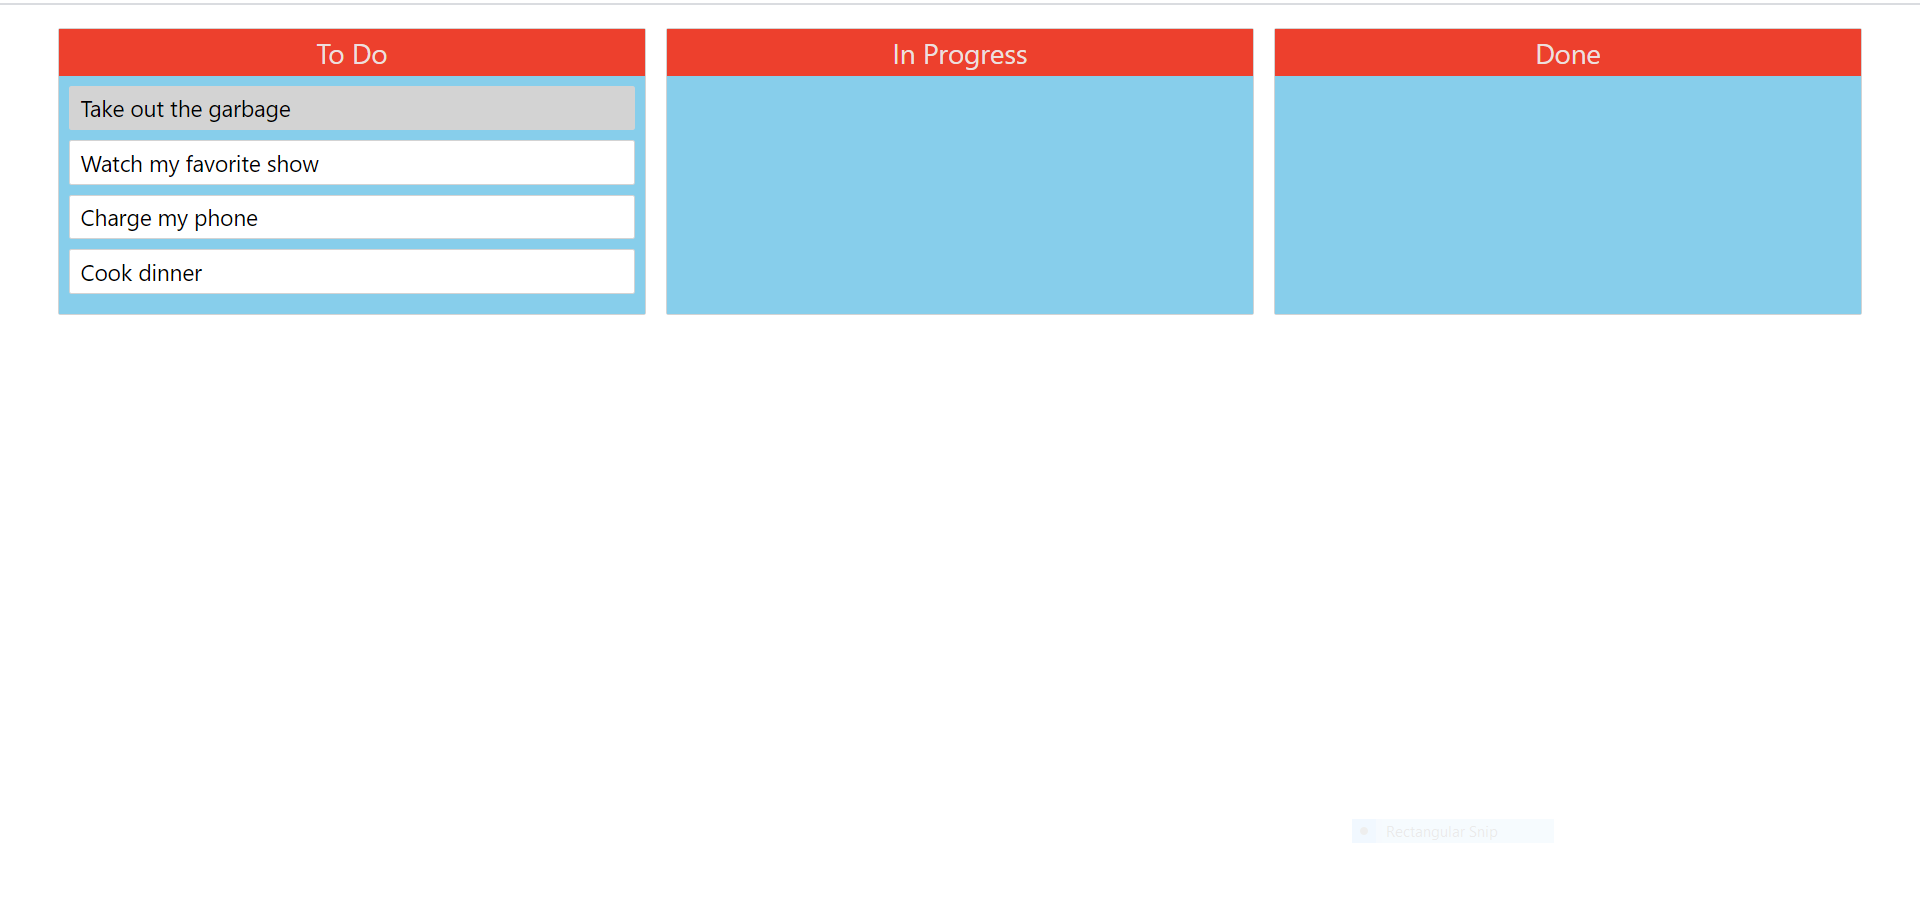 To Do
Take out the garbage
Watch my favorite show
Charge my phone
Cook dinner
In Progress
Done
Rectangular Snip